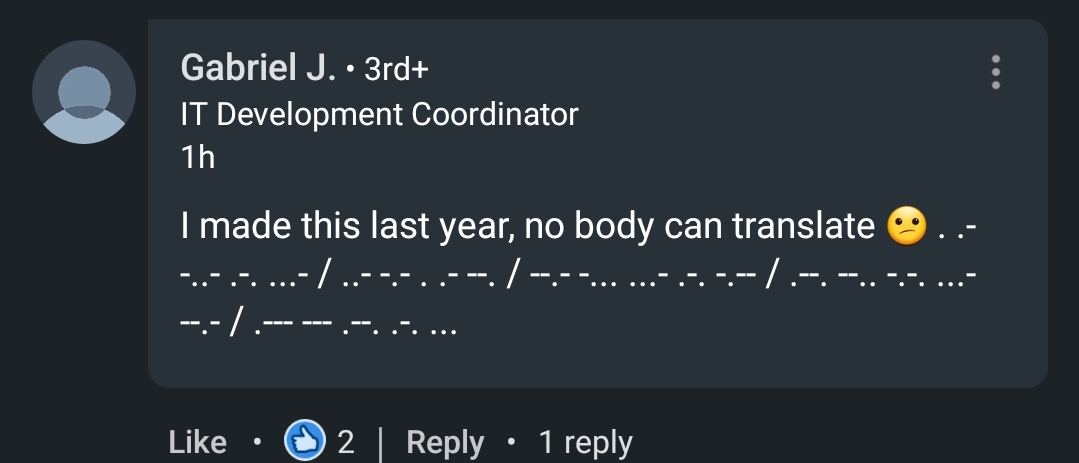 Gabriel J. • 3rd+
IT Development Coordinator
1h
I made this last year, no body can translate 😕 . .-
-..- .-. ...- / ..- -.- . .- --. / --.- -... ...- .-. -.-- / .--. --.. -.-. ...-
--.- / .--- --- .--. .-. ...
Like • 2 | Reply • 1 reply